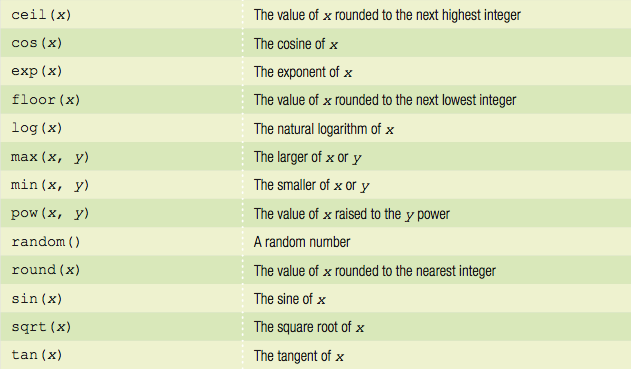 ceil(x) The value of x rounded to the next highest integer
cos(x) The cosine of x
exp(x) The exponent of x
floor(x) The value of x rounded to the next lowest integer
log(x) The natural logarithm of x
max(x, y) The larger of x or y
min(x, y) The smaller of x or y
pow(x, y) The value of x raised to the y power
random() A random number
round(x) The value of x rounded to the nearest integer
sin(x) The sine of x
sqrt(x) The square root of x
tan(x) The tangent of x